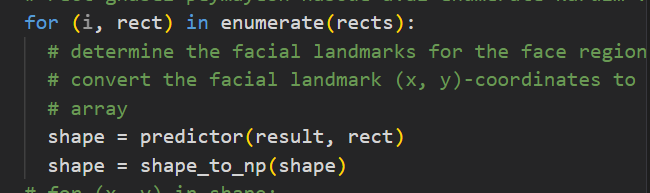 for (i, rect) in enumerate(rects):
# determine the facial landmarks for the face region
# convert the facial landmark (x, y)-coordinates to
# array
shape = predictor(result, rect)
shape = shape_to_np(shape)
# for (x, y) in shape: